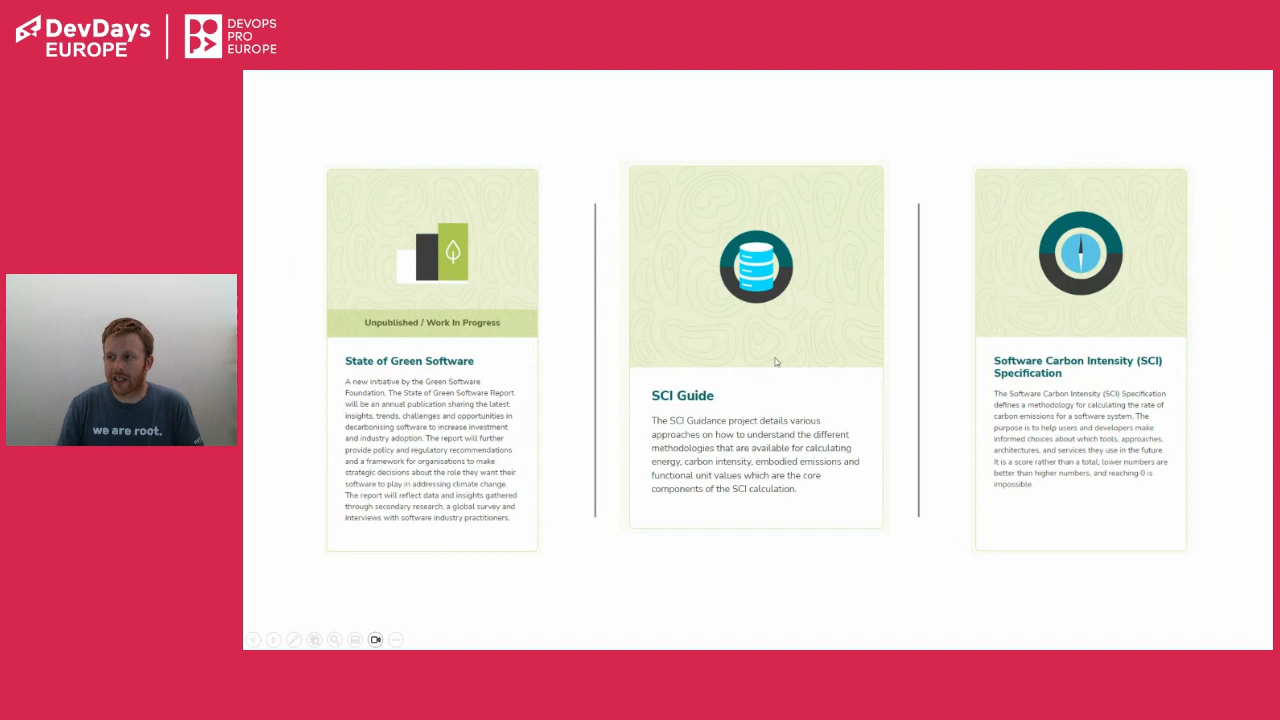 DevDays
EUROPE
DEVOPS
PRO
EUROPE
we are root.
Unpublished / Work In Progress
State of Green Software
A new initiative by the Green Software
Foundation. The State of Green Software Report
will be an annual publication sharing the latest
insights, trends, challenges and opportunities in
decarbonising software to increase investment
and industry adoption. The report will further
provide policy and regulatory recommendations
and a framework for organisations to make
strategic decisions about the role they want their
software to play in addressing climate change.
The report will reflect data and insights gathered
through secondary research, a global survey and
interviews with software industry practitioners.
SCI Guide
The SCI Guidance project details various
approaches on how to understand the different
methodologies that are available for calculating
energy, carbon intensity, embodied emissions and
functional unit values which are the core
components of the SCI calculation.
Software Carbon Intensity (SCI)
Specification
The Software Carbon Intensity (SCI) Specification
defines a methodology for calculating the rate of
carbon emissions for a software system. The
purpose is to help users and developers make
informed choices about which tools, approaches,
architectures, and services they use in the future.
It is a score rather than a total; lower numbers are
better than higher numbers, and reaching 0 is
impossible.